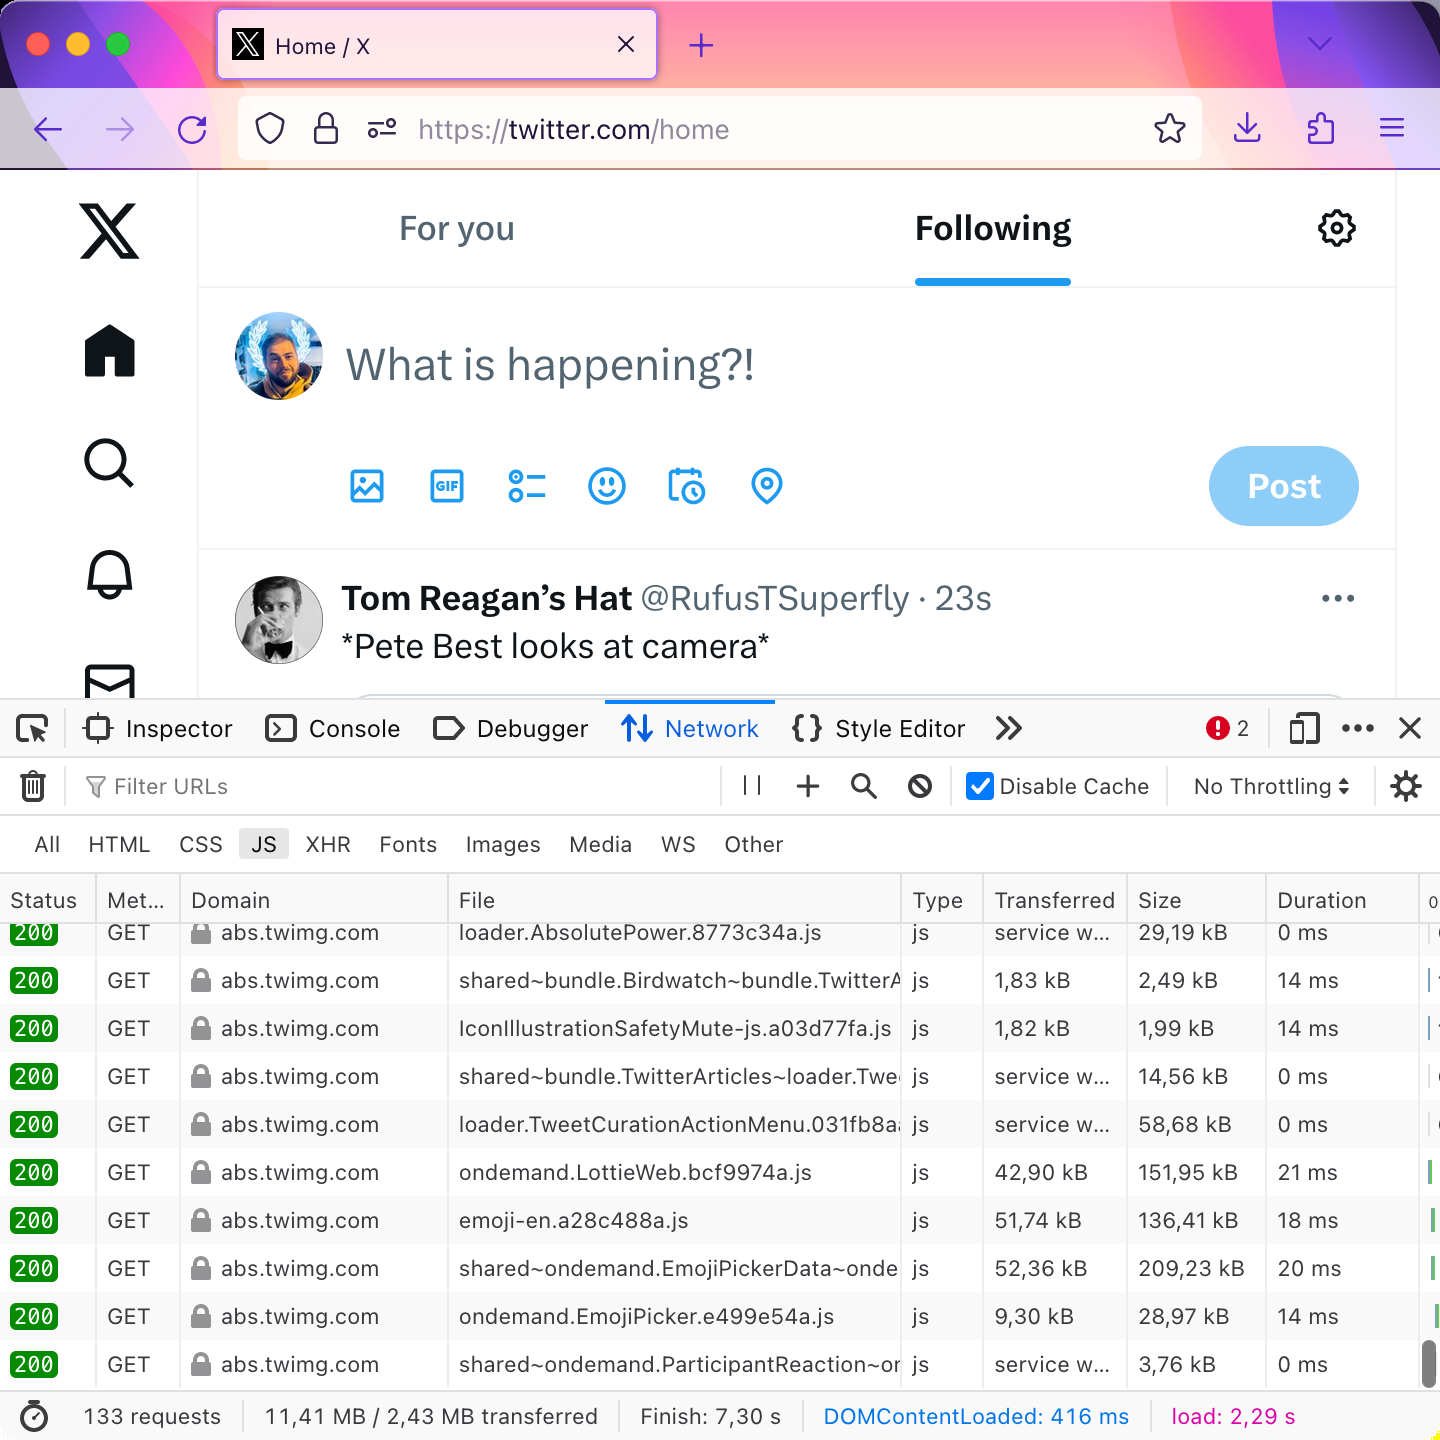 Home / X
https://twitter.com/home
For you Following
What is happening?!
GIF
Post
Tom Reagan’s Hat @RufusTSuperfly · 23s
*Pete Best looks at camera*
Inspector Console Debugger Network Style Editor 2
Filter URLs Disable Cache No Throttling
All HTML CSS JS XHR Fonts Images Media WS Other
Status Met... Domain File Type Transferred Size Duration 0
200 GET abs.twimg.com loader.AbsolutePower.8773c34a.js js service w... 29,19 kB 0 ms
200 GET abs.twimg.com shared~bundle.Birdwatch~bundle.TwitterA js 1,83 kB 2,49 kB 14 ms
200 GET abs.twimg.com IconIllustrationSafetyMute-js.a03d77fa.js js 1,82 kB 1,99 kB 14 ms
200 GET abs.twimg.com shared~bundle.TwitterArticles~loader.Twe js service w... 14,56 kB 0 ms
200 GET abs.twimg.com loader.TweetCurationActionMenu.031fb8a js service w... 58,68 kB 0 ms
200 GET abs.twimg.com ondemand.LottieWeb.bcf9974a.js js 42,90 kB 151,95 kB 21 ms
200 GET abs.twimg.com emoji-en.a28c488a.js js 51,74 kB 136,41 kB 18 ms
200 GET abs.twimg.com shared~ondemand.EmojiPickerData~onde js 52,36 kB 209,23 kB 20 ms
200 GET abs.twimg.com ondemand.EmojiPicker.e499e54a.js js 9,30 kB 28,97 kB 14 ms
200 GET abs.twimg.com shared~ondemand.ParticipantReaction~or js service w... 3,76 kB 0 ms
133 requests 11,41 MB / 2,43 MB transferred Finish: 7,30 s DOMContentLoaded: 416 ms load: 2,29 s